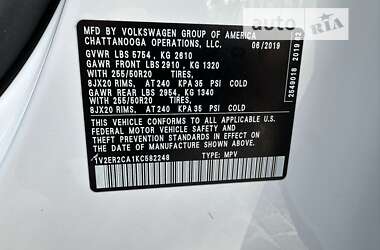 AUTO RIA
MFD BY VOLKSWAGEN GROUP OF AMERICA
CHATTANOOGA OPERATIONS, LLC. 06/2019
GVWR LBS 5754 , KG 2610
GAWR FRONT LBS 2910 , KG 1320
WITH 255/50R20 TIRES,
8JX20 RIMS, AT 240 KPA 35 PSI COLD
GAWR REAR LBS 2954, KG 1340
WITH 255/50R20 TIRES,
8JX20 RIMS, AT 240 KPA 35 PSI COLD
THIS VEHICLE CONFORMS TO ALL APPLICABLE U.S.
FEDERAL MOTOR VEHICLE SAFETY STANDARDS IN
EFFECT ON THE DATE OF MANUFACTURE SHOWN
ABOVE.
1V2ER2CA1KC582248 TYPE: MPV
2549018 2019 12